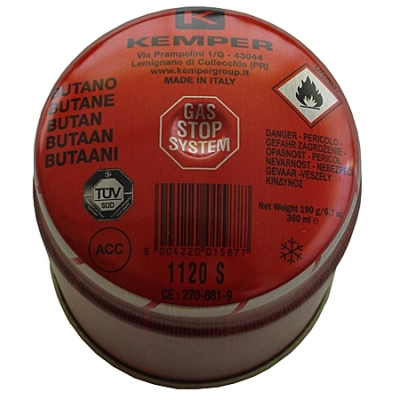 KEMPER
Via Prampolini 1/Q - 43044
Lemignano di Collecchio (PR)
www.kempergroup.it
MADE IN ITALY
BUTANO
BUTANE
BUTAN
BUTAAN
BUTAANI
GAS
STOP
SYSTEM
DANGER - PERICOLO -
GEFAHR ZAGROŻENIE -
OPASNOST - PERICOL
NEVARNOST - NEBEZPEČ
GEVAAR -VESZÉLY
ΚΙΝΔΥΝΟΣ
Net Weight 190 g/6,7 oz
360 ml
TÜV
SÜD
ACC
8 004220 015877
1120 S
CE : 270-681-9